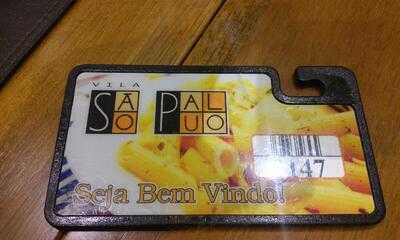 VILA
SÃO PAULO
147
Seja Bem Vindo!